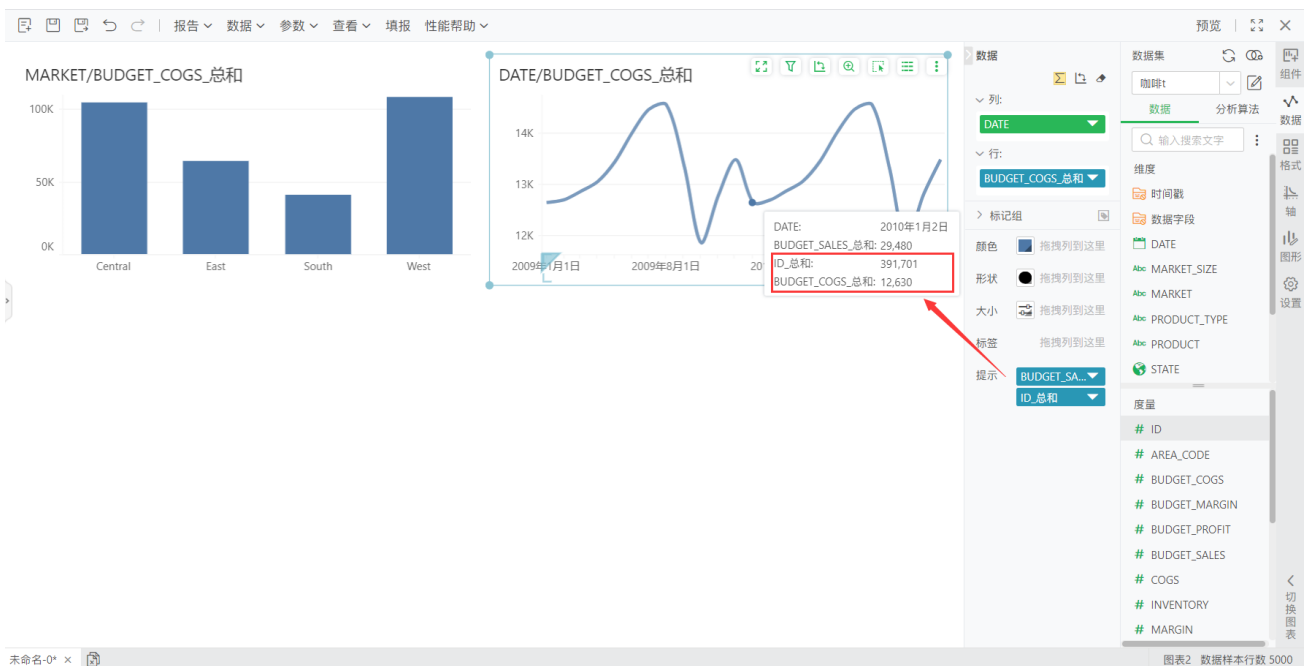 报告 数据 参数 查看 填报 性能帮助 预览
MARKET/BUDGET_COGS_总和
100K
50K
0K
Central East South West
DATE/BUDGET_COGS_总和
14K
13K
12K
2009年1月1日 2009年8月1日 201
DATE: 2010年1月2日
BUDGET_SALES_总和: 29,480
ID_总和: 391,701
BUDGET_COGS_总和: 12,630
数据
列:
DATE
行:
BUDGET_COGS_总和
标记组
颜色 拖拽列到这里
形状 拖拽列到这里
大小 拖拽列到这里
标签 拖拽列到这里
提示 BUDGET_SA...
ID_总和
数据集
咖啡t
数据 分析算法
输入搜索文字
维度
时间戳
数据字段
DATE
Abc MARKET_SIZE
Abc MARKET
Abc PRODUCT_TYPE
Abc PRODUCT
STATE
度量
# ID
# AREA_CODE
# BUDGET_COGS
# BUDGET_MARGIN
# BUDGET_PROFIT
# BUDGET_SALES
# COGS
# INVENTORY
# MARGIN
组件
数据
格式
轴
图形
设置
切换图表
未命名-0* ×
图表2 数据样本行数 5000